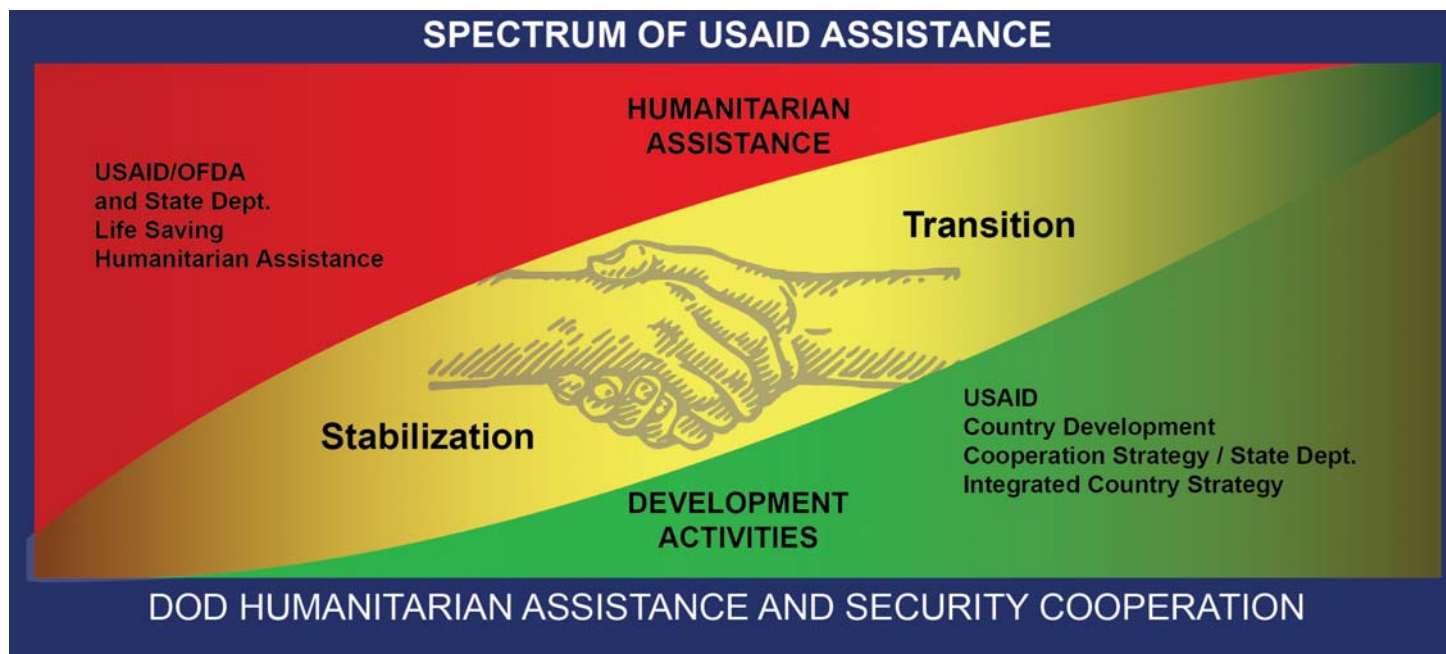 SPECTRUM OF USAID ASSISTANCE
HUMANITARIAN
ASSISTANCE
USAID/OFDA
and State Dept.
Life Saving
Humanitarian Assistance
Transition
Stabilization
USAID
Country Development
Cooperation Strategy / State Dept.
Integrated Country Strategy
DEVELOPMENT
ACTIVITIES
DOD HUMANITARIAN ASSISTANCE AND SECURITY COOPERATION